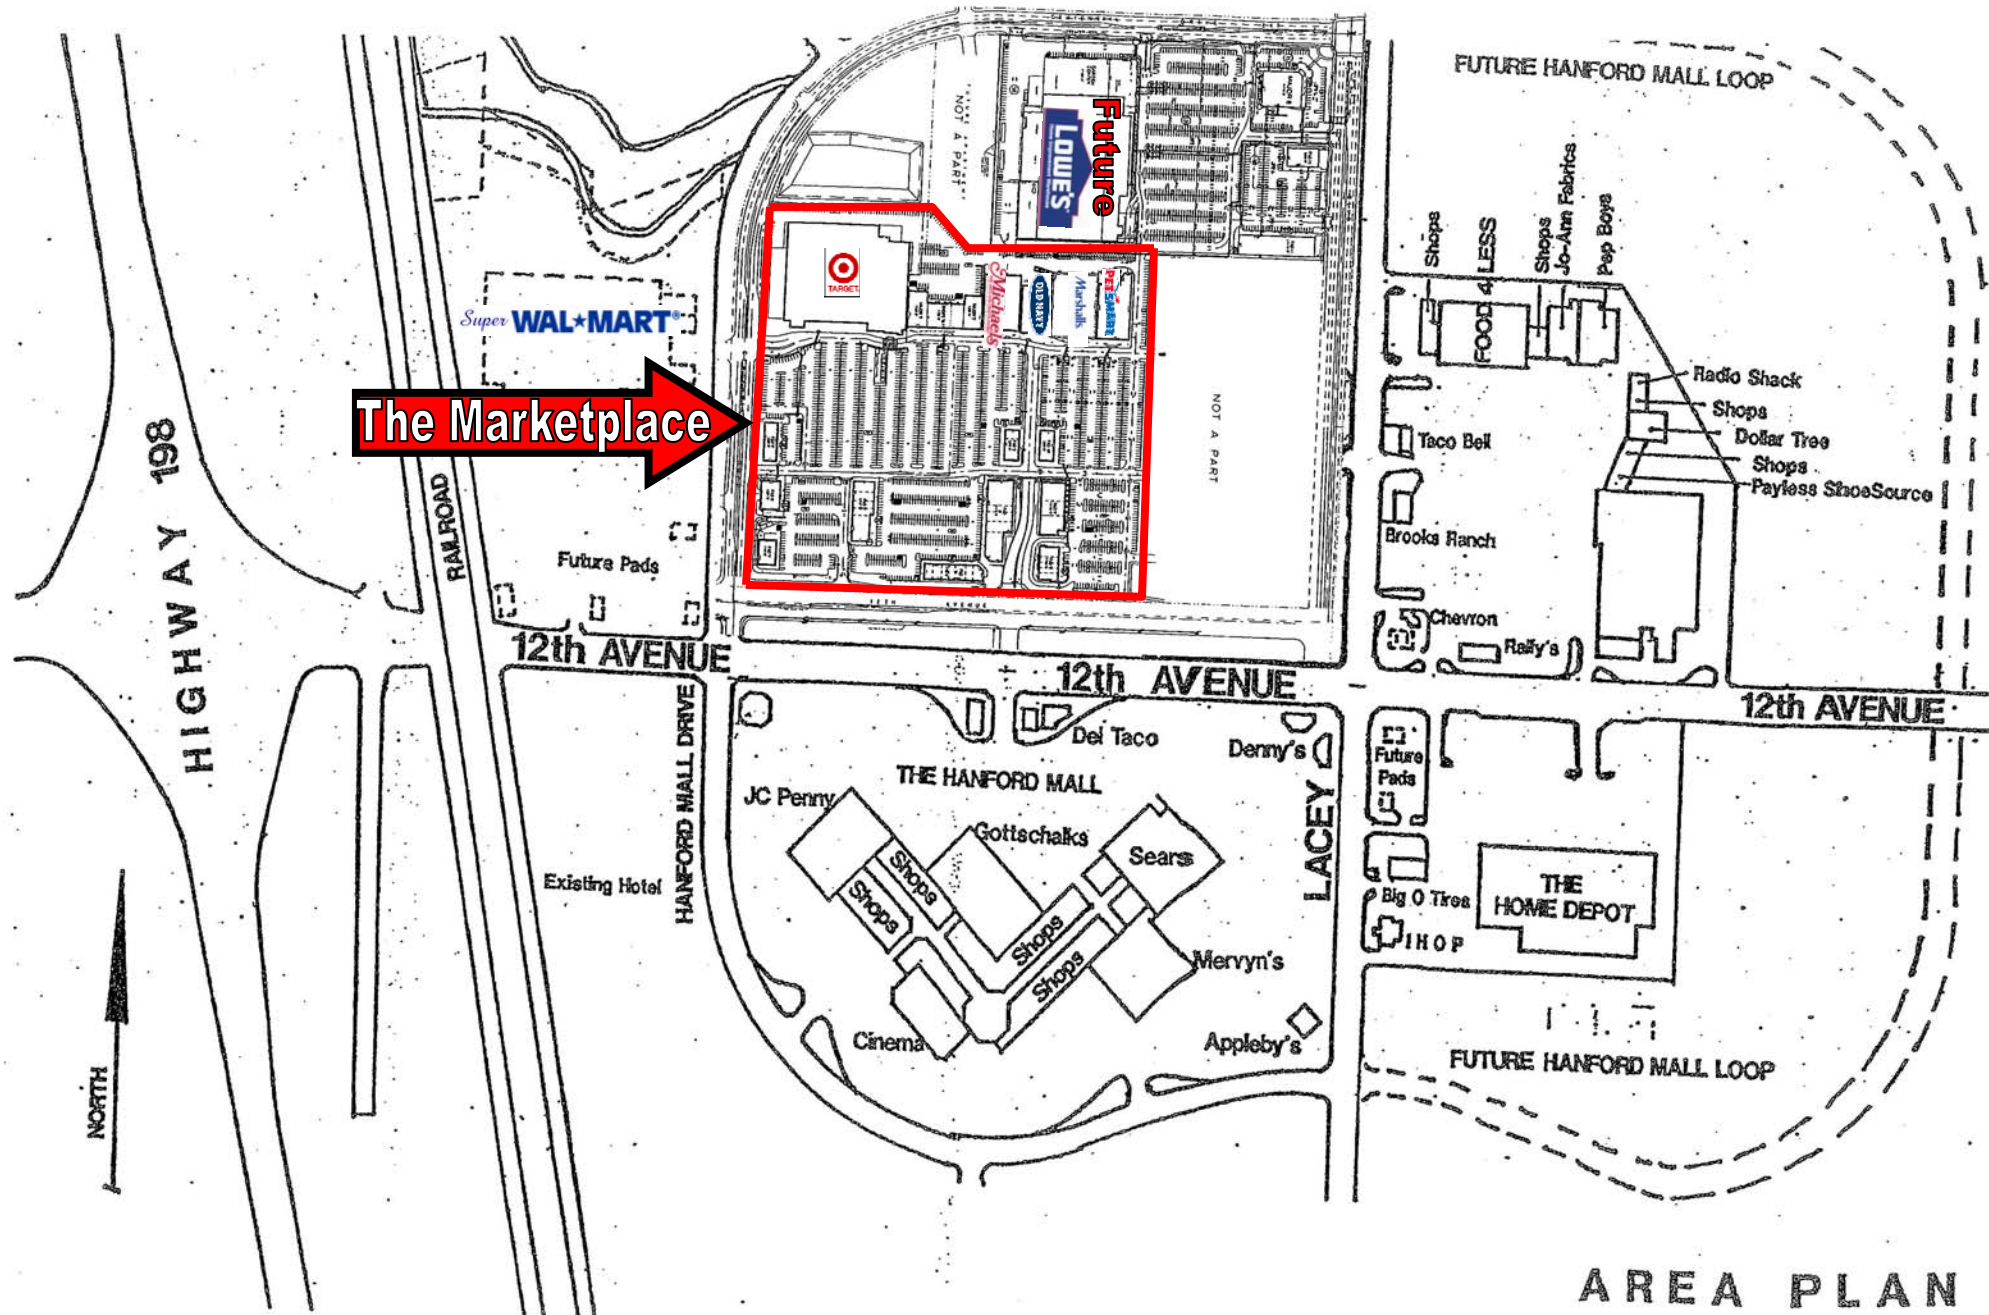 FUTURE HANFORD MALL LOOP
NOT A PART
Future
LOWE'S
Shops
FOOD 4 LESS
Shops
Jo-Ann Fabrics
Pep Boys
TARGET
Michaels
OLD NAVY
Marshalls
PETSMART
Super WAL★MART®
The Marketplace
NOT A PART
Radio Shack
Shops
Dollar Tree
Shops
Payless ShoeSource
Taco Bell
Brooks Ranch
Chevron
Rally's
HIGHWAY 198
RAILROAD
Future Pads
12th AVENUE
12th AVENUE
12th AVENUE
HANFORD MALL DRIVE
Del Taco
Denny's
LACEY
Future
Pads
THE HANFORD MALL
JC Penny
Gottschalks
Sears
Shops
Shops
Shops
Shops
Mervyn's
Cinema
Appleby's
Existing Hotel
Big O Tires
IHOP
THE
HOME DEPOT
FUTURE HANFORD MALL LOOP
NORTH
AREA PLAN